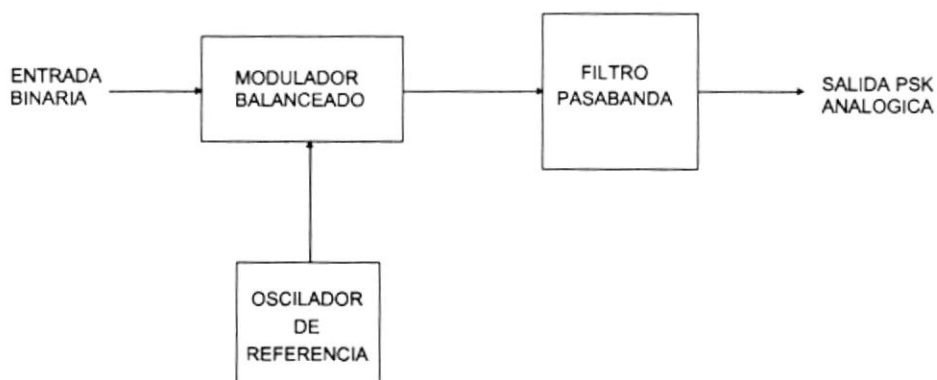 ENTRADA
BINARIA
MODULADOR
BALANCEADO
FILTRO
PASABANDA
SALIDA PSK
ANALOGICA
OSCILADOR
DE
REFERENCIA